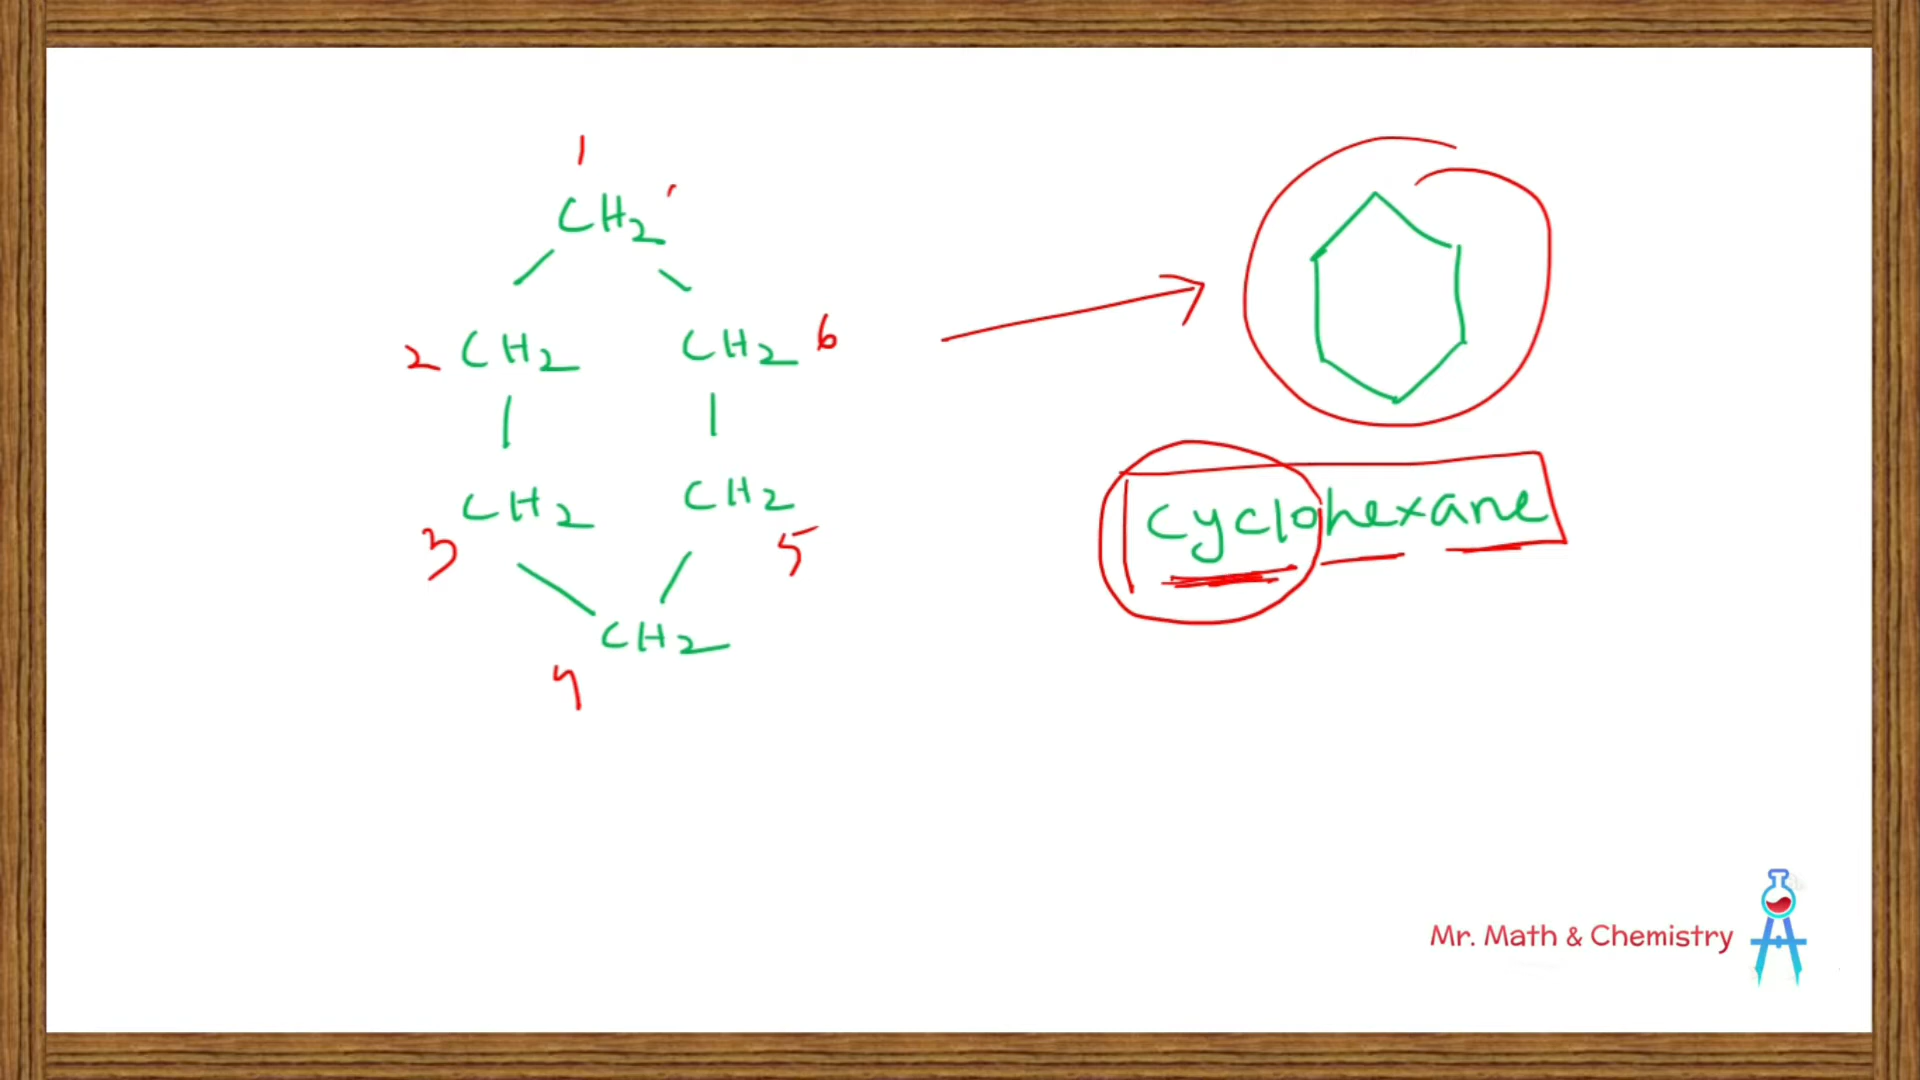 1
CH2
2 CH2 CH2 6
3 CH2 CH2 5
CH2
4
cyclohexane
Mr. Math & Chemistry